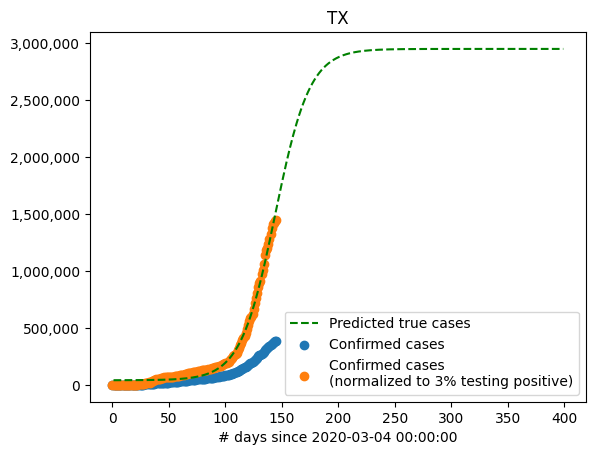 TX
3,000,000
2,500,000
2,000,000
1,500,000
1,000,000
500,000
0
0 50 100 150 200 250 300 350 400
# days since 2020-03-04 00:00:00
Predicted true cases
Confirmed cases
Confirmed cases
(normalized to 3% testing positive)